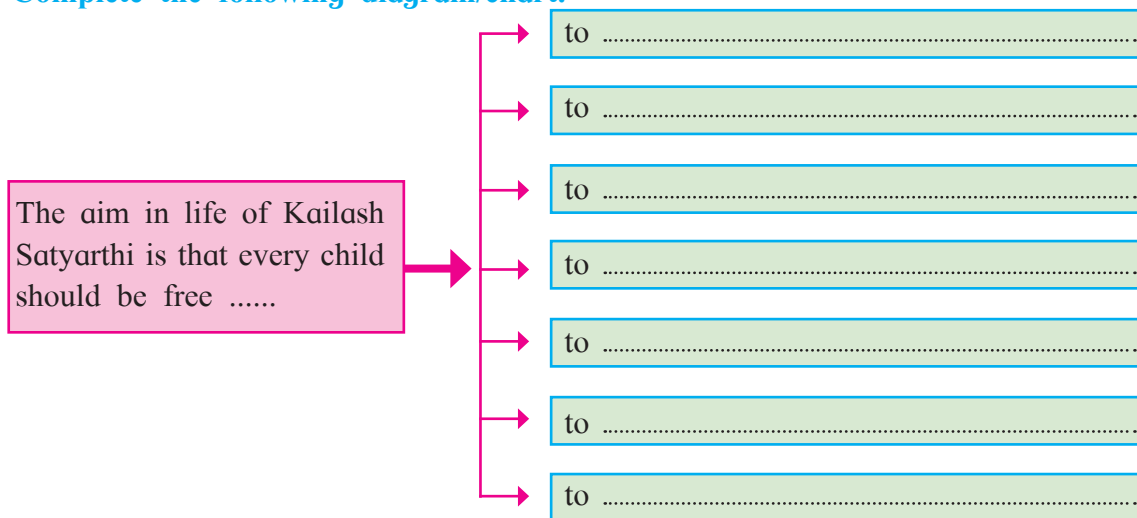 Complete the following diagram/chart.
to ........................................................................
to ........................................................................
to ........................................................................
The aim in life of Kailash
Satyarthi is that every child
should be free ......
to ........................................................................
to ........................................................................
to ........................................................................
to ........................................................................